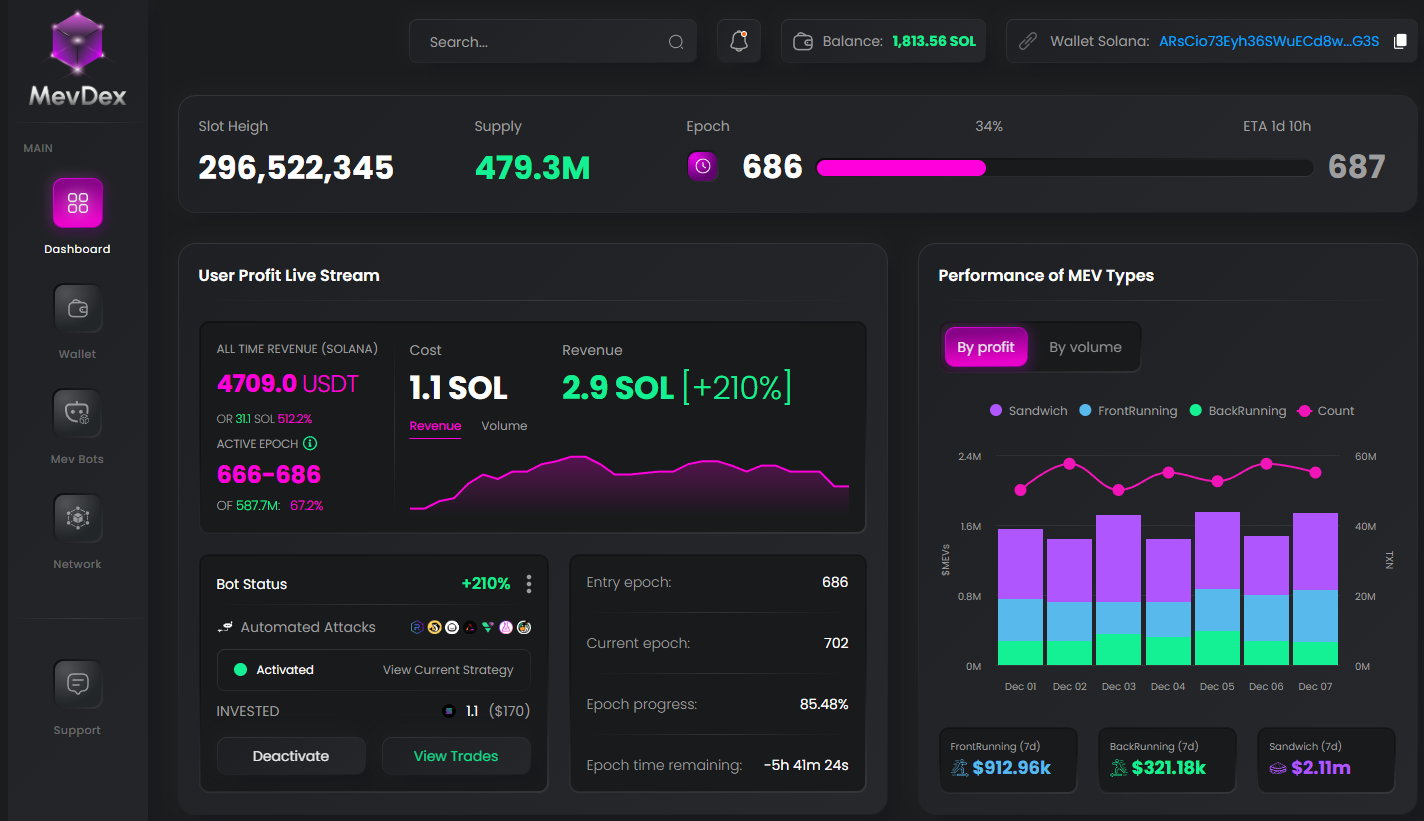 MevDex
Search...
Balance: 1,813.56 SOL
Wallet Solana: ARsCio73Eyh36SWuECd8w...G3S
MAIN
Dashboard
Wallet
Mev Bots
Network
Support
Slot Heigh
296,522,345
Supply
479.3M
Epoch
34%
ETA 1d 10h
686
687
User Profit Live Stream
ALL TIME REVENUE (SOLANA)
4709.0 USDT
OR 31.1 SOL 512.2%
ACTIVE EPOCH
666-686
OF 587.7M: 67.2%
Cost
1.1 SOL
Revenue
2.9 SOL [+210%]
Revenue
Volume
Bot Status
+210%
Automated Attacks
Activated
View Current Strategy
INVESTED
1.1 ($170)
Deactivate
View Trades
Entry epoch: 686
Current epoch: 702
Epoch progress: 85.48%
Epoch time remaining: -5h 41m 24s
Performance of MEV Types
By profit
By volume
Sandwich
FrontRunning
BackRunning
Count
2.4M
1.6M
0.8M
0M
$MEVs
60M
40M
20M
0M
TXN
Dec 01
Dec 02
Dec 03
Dec 04
Dec 05
Dec 06
Dec 07
FrontRunning (7d)
$912.96k
BackRunning (7d)
$321.18k
Sandwich (7d)
$2.11m